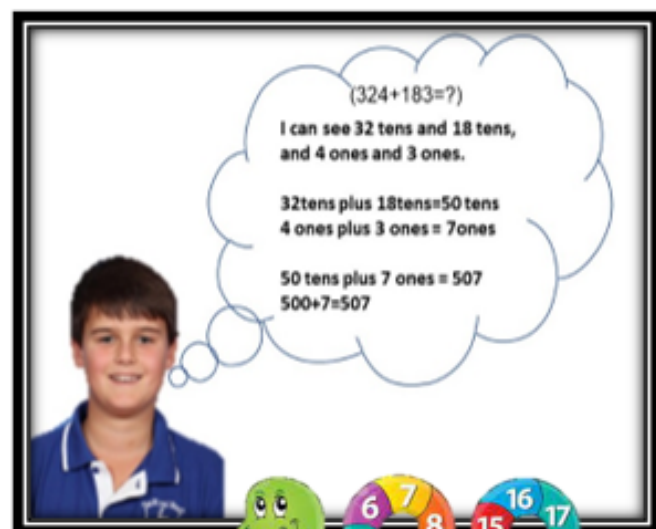 (324+183=?)
I can see 32 tens and 18 tens,
and 4 ones and 3 ones.
32tens plus 18tens=50 tens
4 ones plus 3 ones = 7ones
50 tens plus 7 ones = 507
500+7=507
6 7 8 15 16 17